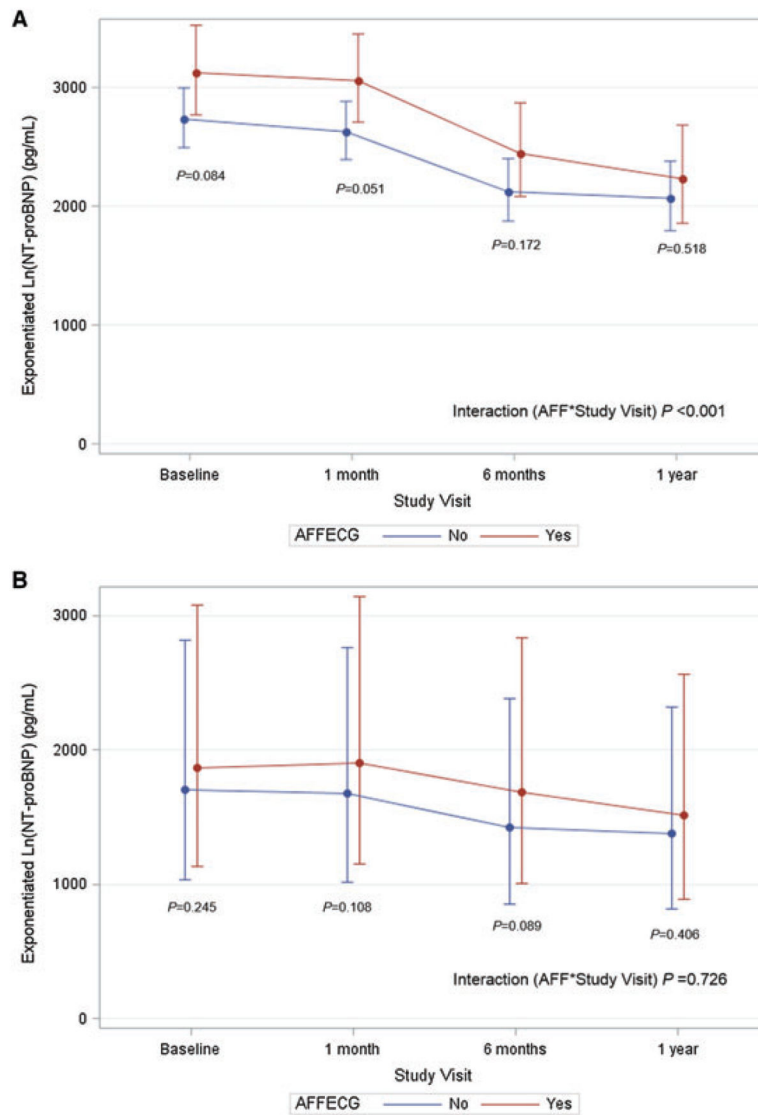 A
Exponentiated Ln(NT-proBNP) (pg/mL)
3000
2000
1000
0
P=0.084
P=0.051
P=0.172
P=0.518
Interaction (AFF*Study Visit) P <0.001
Baseline
1 month
6 months
1 year
Study Visit
AFFECG
No
Yes
B
Exponentiated Ln(NT-proBNP) (pg/mL)
3000
2000
1000
0
P=0.245
P=0.108
P=0.089
P=0.406
Interaction (AFF*Study Visit) P =0.726
Baseline
1 month
6 months
1 year
Study Visit
AFFECG
No
Yes